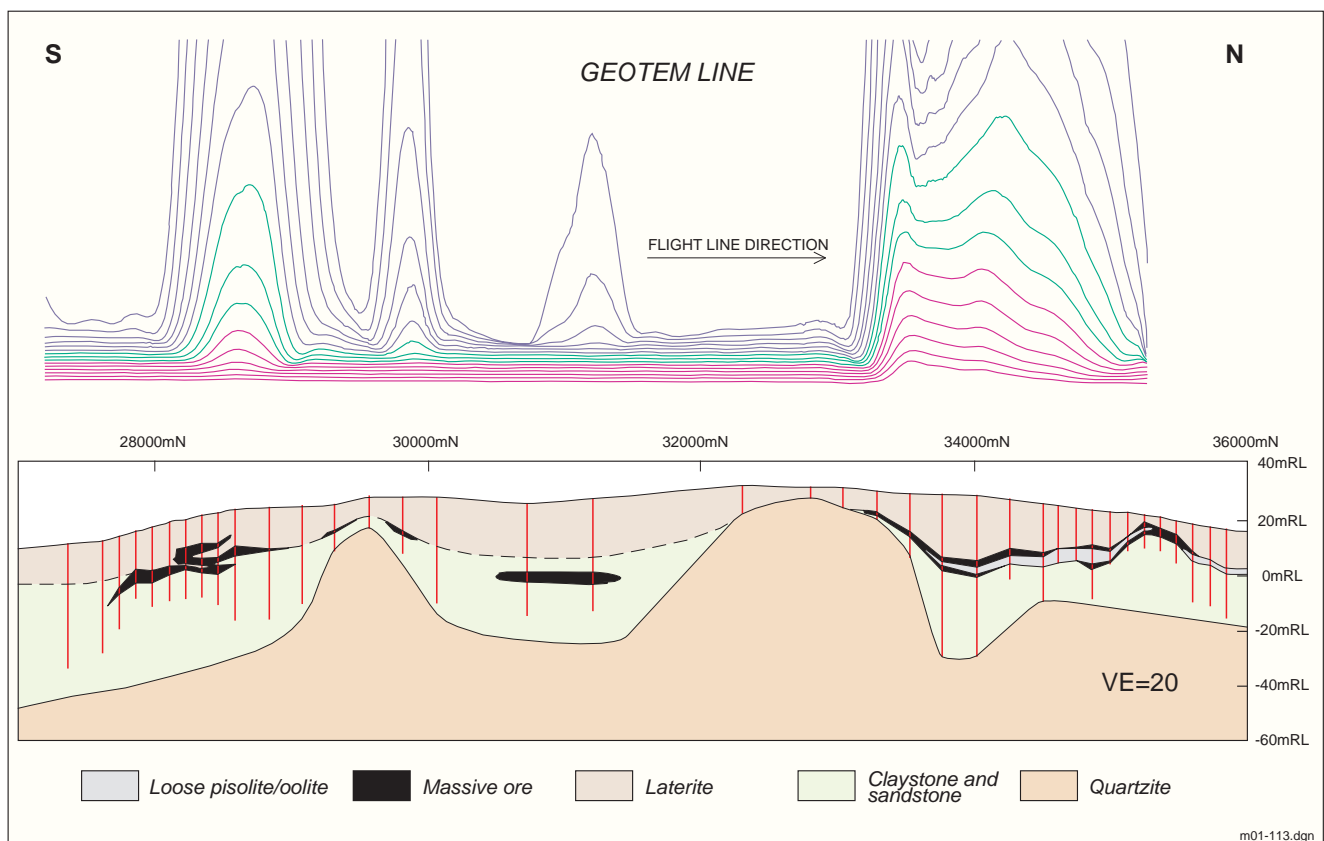 S
GEOTEM LINE
N
FLIGHT LINE DIRECTION
28000mN 30000mN 32000mN 34000mN 36000mN
40mRL
20mRL
0mRL
-20mRL
VE=20
-40mRL
-60mRL
Loose pisolite/oolite Massive ore Laterite Claystone and sandstone Quartzite
m01-113.dgn